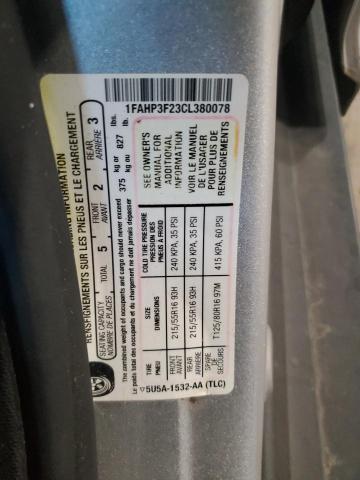 INFORMATION
RENSEIGNEMENTS SUR LES PNEUS ET LE CHARGEMENT
SEATING CAPACITY
NOMBRE DE PLACES
TOTAL 5
FRONT
AVANT 2
REAR
ARRIÈRE 3
The combined weight of occupants and cargo should never exceed 375 kg or 827 lbs.
Le poids total des occupants et du chargement ne doit jamais dépasser 375 kg ou 827 lb.
TIRE
PNEU
SIZE
DIMENSIONS
COLD TIRE PRESSURE
PRESSION DES
PNEUS À FROID
FRONT
AVANT
215/55R16 93H
240 KPA, 35 PSI
REAR
ARRIÈRE
215/55R16 93H
240 KPA, 35 PSI
SPARE
DE
SECOURS
T125/80R16 97M
415 KPA, 60 PSI
SEE OWNER'S
MANUAL FOR
ADDITIONAL
INFORMATION
VOIR LE MANUEL
DE L'USAGER
POUR PLUS DE
RENSEIGNEMENTS
5U5A-1532-AA (TLC)
1FAHP3F23CL380078